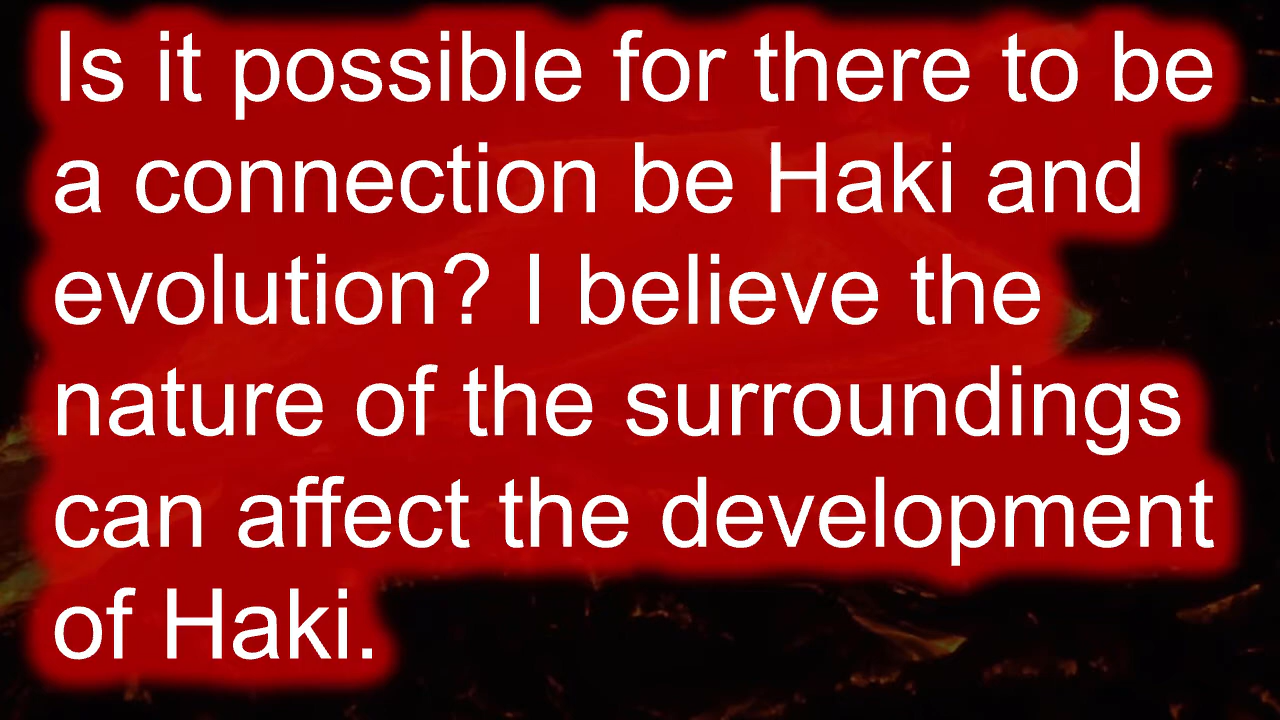 Is it possible for there to be
a connection be Haki and
evolution? I believe the
nature of the surroundings
can affect the development
of Haki.